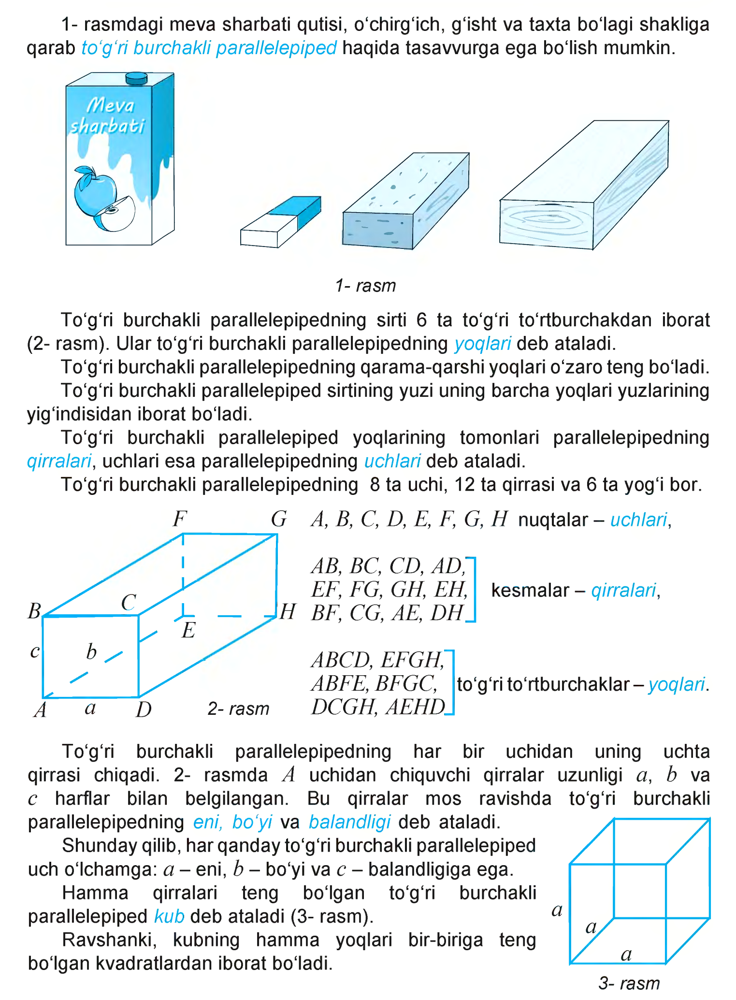 1- rasmdagi meva sharbati qutisi, o‘chirg‘ich, g‘isht va taxta bo‘lagi shakliga
qarab to‘g‘ri burchakli parallelepiped haqida tasavvurga ega bo‘lish mumkin.
Meva
sharbati
1- rasm
To‘g‘ri burchakli parallelepipedning sirti 6 ta to‘g‘ri to‘rtburchakdan iborat
(2- rasm). Ular to‘g‘ri burchakli parallelepipedning yoqlari deb ataladi.
To‘g‘ri burchakli parallelepipedning qarama-qarshi yoqlari o‘zaro teng bo‘ladi.
To‘g‘ri burchakli parallelepiped sirtining yuzi uning barcha yoqlari yuzlarining
yig‘indisidan iborat bo‘ladi.
To‘g‘ri burchakli parallelepiped yoqlarining tomonlari parallelepipedning
qirralari, uchlari esa parallelepipedning uchlari deb ataladi.
To‘g‘ri burchakli parallelepipedning 8 ta uchi, 12 ta qirrasi va 6 ta yog‘i bor.
F G
B C
H
E
c b
A a D
2- rasm
A, B, C, D, E, F, G, H nuqtalar – uchlari,
AB, BC, CD, AD,
EF, FG, GH, EH, kesmalar – qirralari,
BF, CG, AE, DH
ABCD, EFGH,
ABFE, BFGC, to‘g‘ri to‘rtburchaklar – yoqlari.
DCGH, AEHD
To‘g‘ri burchakli parallelepipedning har bir uchidan uning uchta
qirrasi chiqadi. 2- rasmda A uchidan chiquvchi qirralar uzunligi a, b va
c harflar bilan belgilangan. Bu qirralar mos ravishda to‘g‘ri burchakli
parallelepipedning eni, bo‘yi va balandligi deb ataladi.
Shunday qilib, har qanday to‘g‘ri burchakli parallelepiped
uch o‘lchamga: a – eni, b – bo‘yi va c – balandligiga ega.
Hamma qirralari teng bo‘lgan to‘g‘ri burchakli
parallelepiped kub deb ataladi (3- rasm).
Ravshanki, kubning hamma yoqlari bir-biriga teng
bo‘lgan kvadratlardan iborat bo‘ladi.
a
a
a
3- rasm